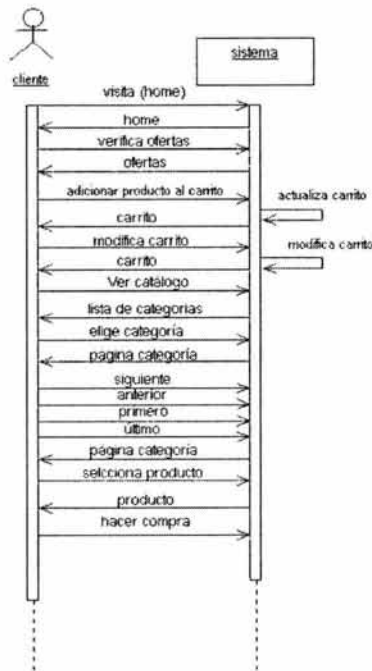 cliente
sistema
visita (home)
home
verifica ofertas
ofertas
adicionar producto al carrito
actualiza carrito
carrito
modifica carrito
modifica carrito
carrito
Ver catálogo
lista de categorias
elige categoría
pagina categoría
siguiente
anterior
primero
último
página categoría
selcciona producto
producto
hacer compra